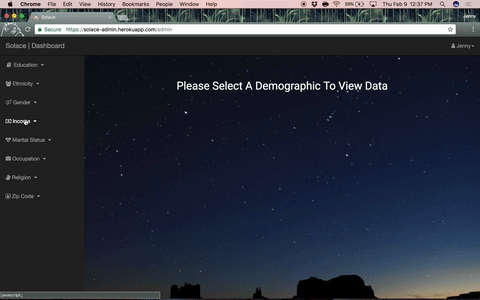 Chrome File Edit View History Bookmarks People Window Help 39% Thu Feb 9 12:37 PM
Solace Jenny
Secure https://solace-admin.herokuapp.com/admin
Solace | Dashboard Jenny
Education
Ethnicity
Gender
Income
Marital Status
Occupation
Religion
Zip Code
Please Select A Demographic To View Data
javascript:;